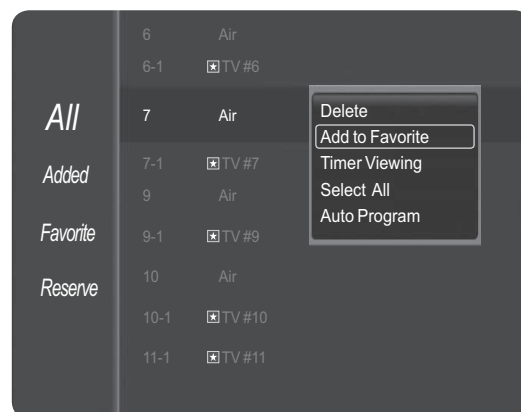 All
Added
Favorite
Reserve
6 Air
6-1 ★TV #6
7 Air
7-1 ★TV #7
9 Air
9-1 ★TV #9
10 Air
10-1 ★TV #10
11-1 ★TV #11
Delete
Add to Favorite
Timer Viewing
Select All
Auto Program